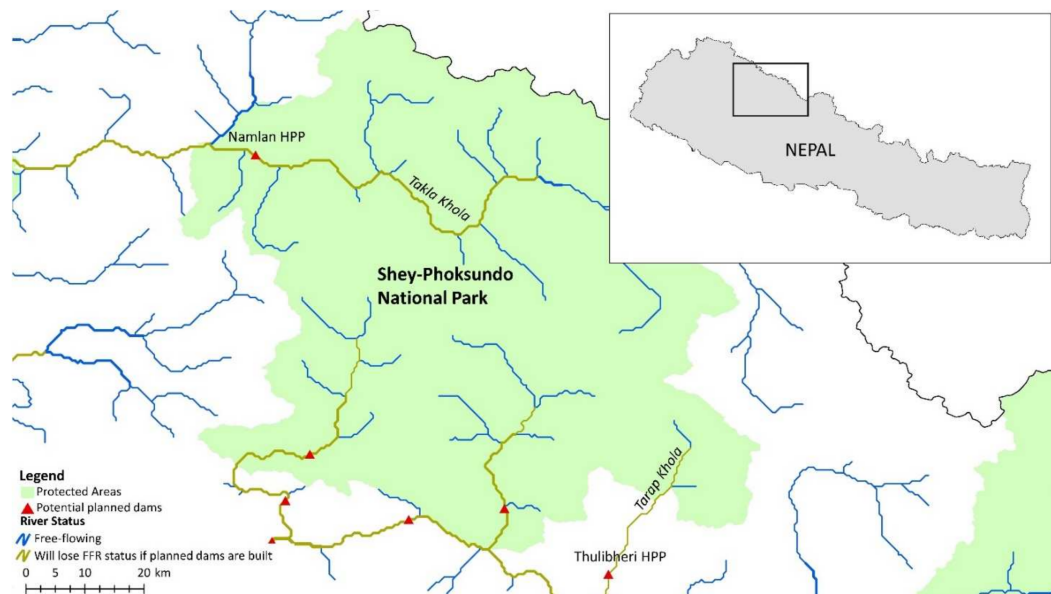 NEPAL
Namlan HPP
Takla Khola
Shey-Phoksundo
National Park
Tarap Khola
Thulibheri HPP
Legend
Protected Areas
Potential planned dams
River Status
Free-flowing
Will lose FFR status if planned dams are built
0 5 10 20 km